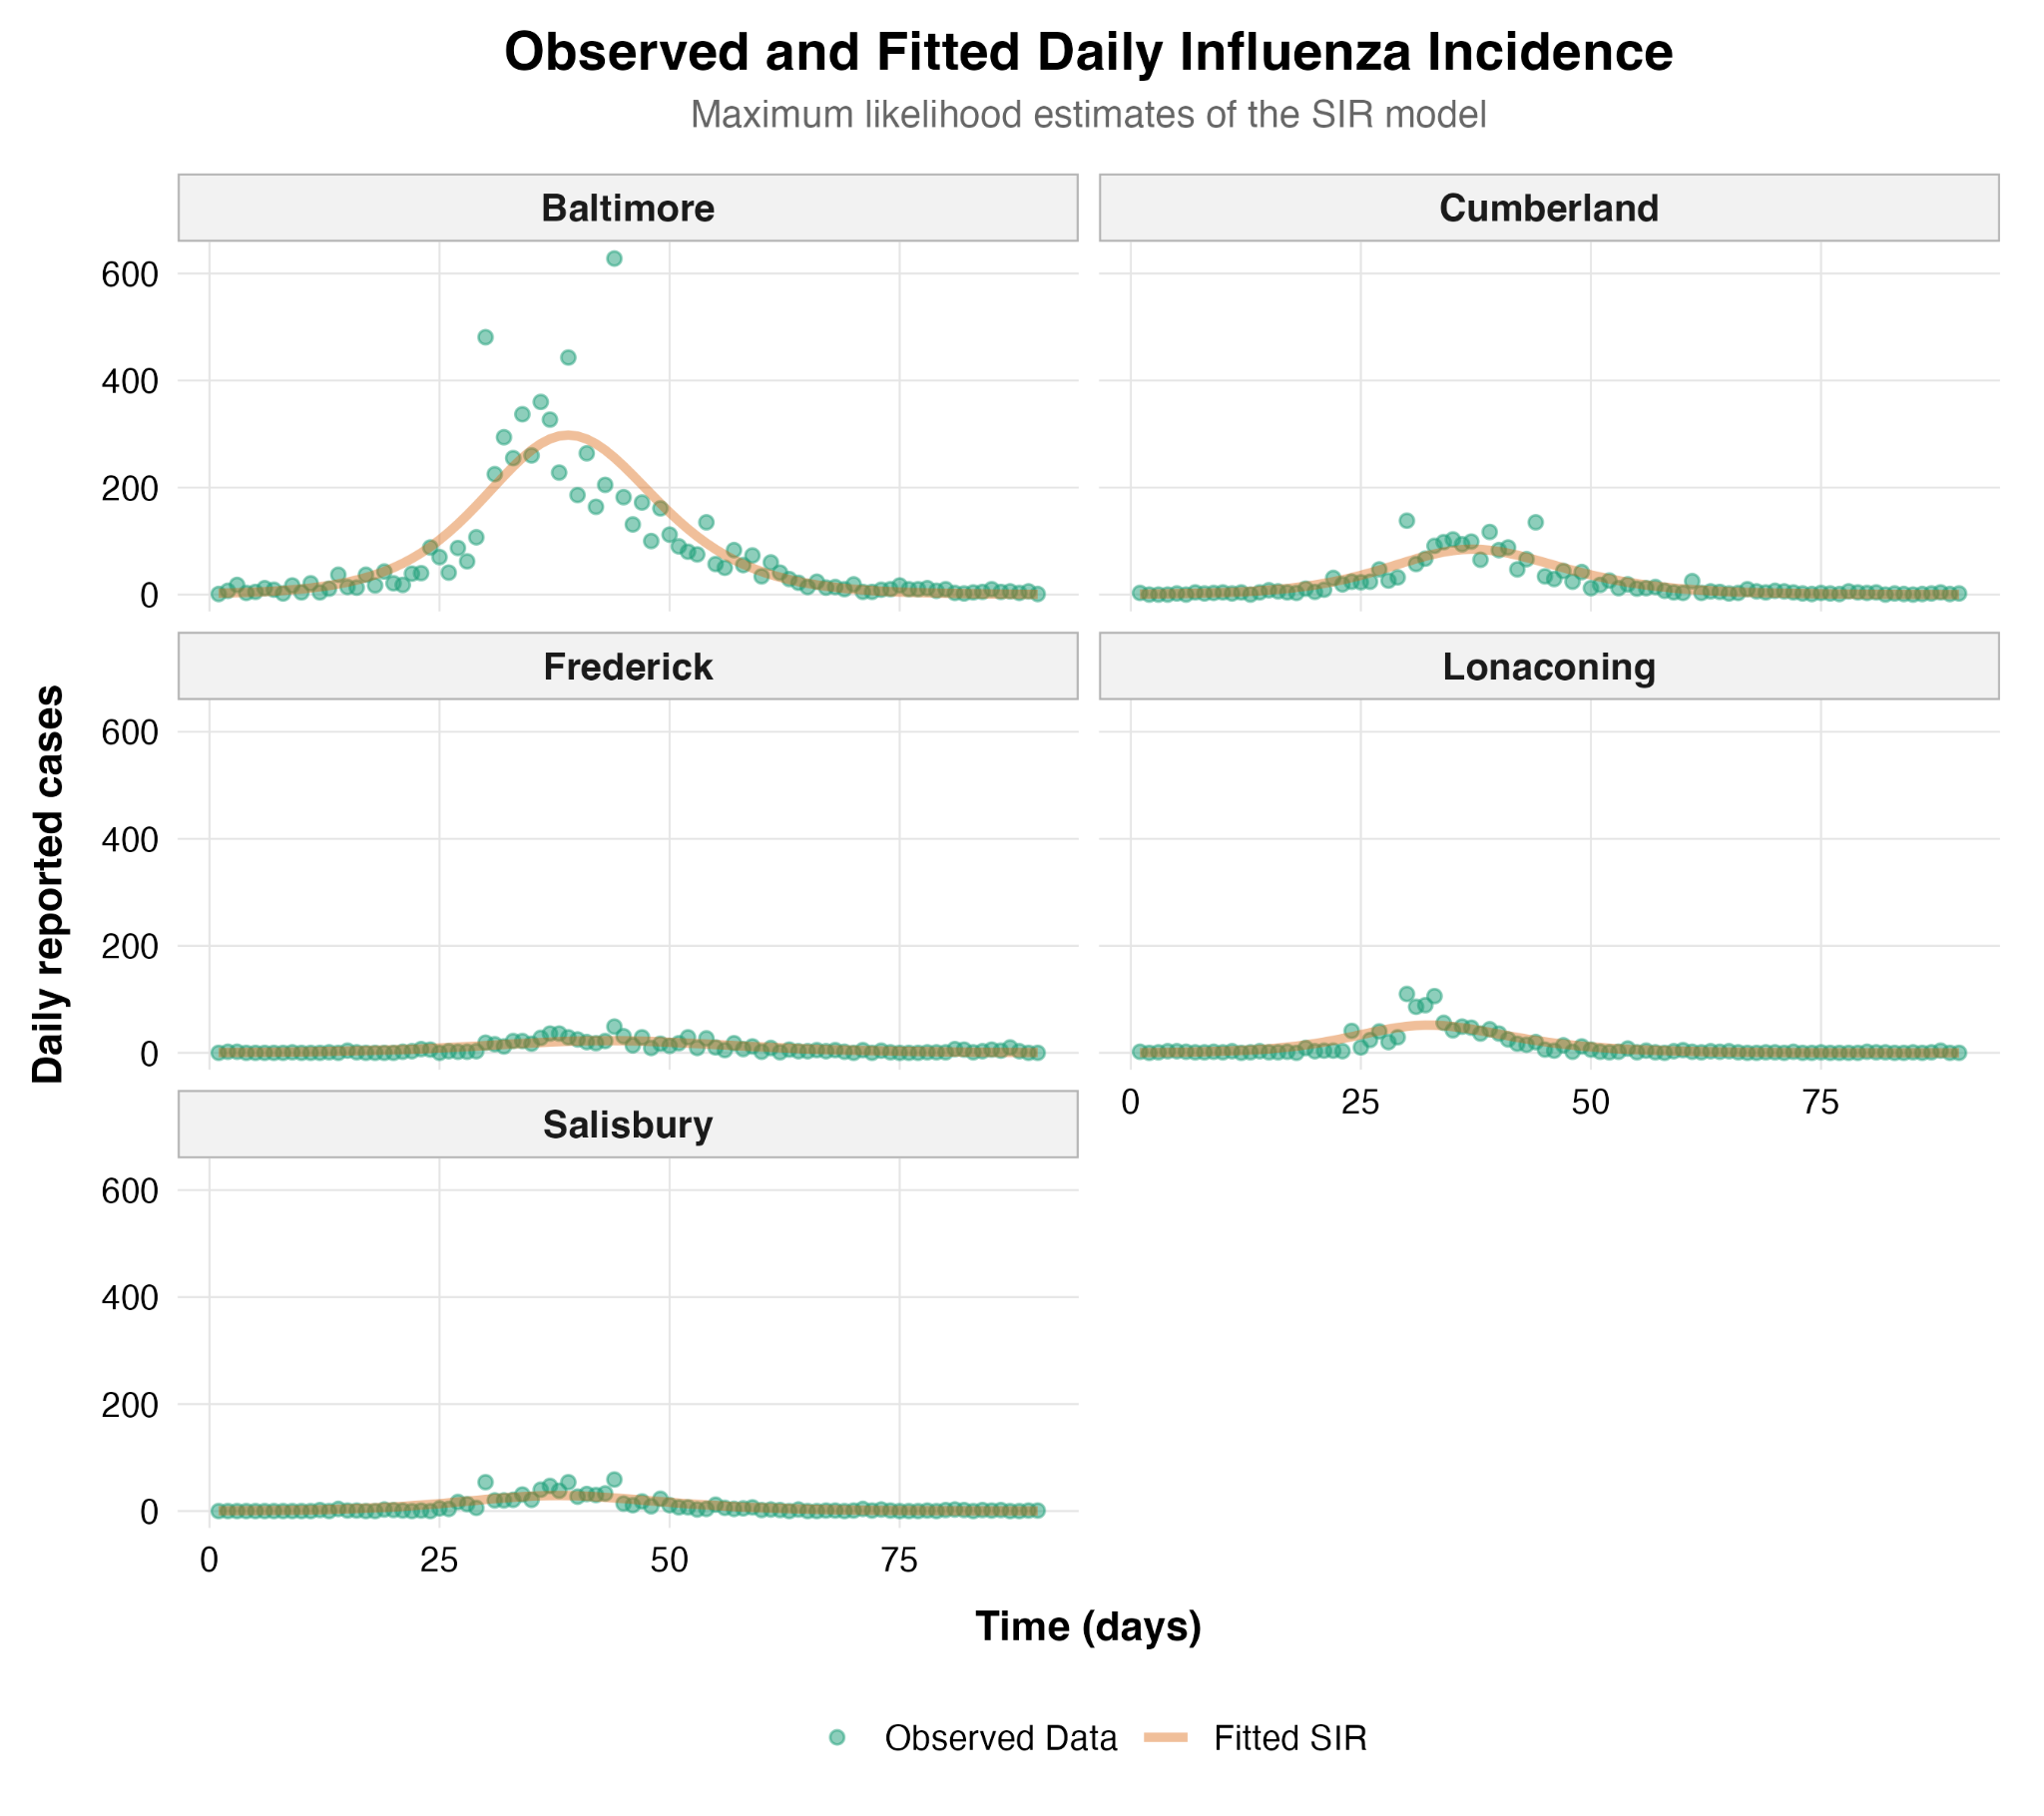 Observed and Fitted Daily Influenza Incidence
Maximum likelihood estimates of the SIR model
Baltimore
Cumberland
600
400
200
0
Frederick
Lonaconing
Daily reported cases
600
400
200
0
0 25 50 75
Salisbury
600
400
200
0
0 25 50 75
Time (days)
Observed Data Fitted SIR